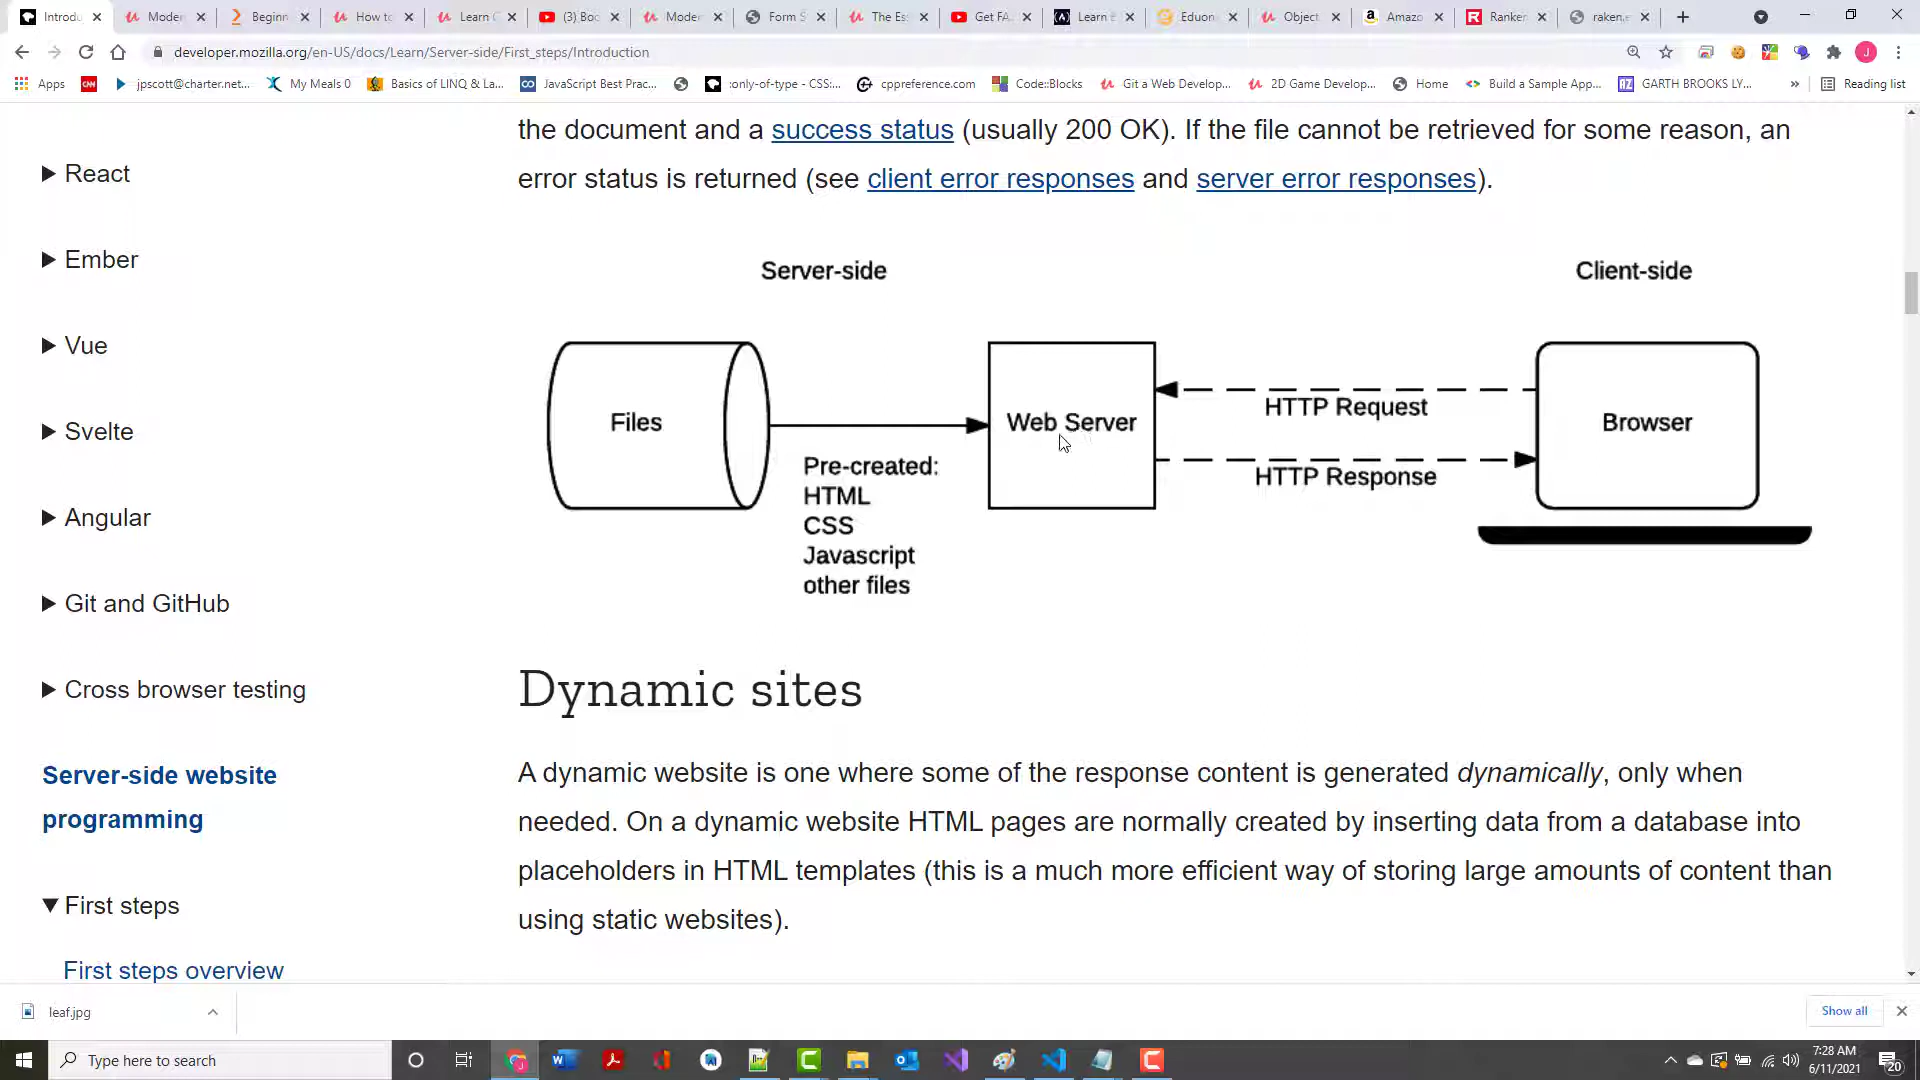 Introdu
Moder
Beginn
How to
Learn C
(3) Boo
Moder
Form S
The Es
Get FA
Learn E
Eduon
Object
Amazo
Ranker
raken.
developer.mozilla.org/en-US/docs/Learn/Server-side/First_steps/Introduction
Apps
CNN
jpscott@charter.net...
My Meals 0
Basics of LINQ & La...
JavaScript Best Prac...
:only-of-type - CSS:...
cppreference.com
Code::Blocks
Git a Web Develop...
2D Game Develop...
Home
Build a Sample App...
GARTH BROOKS LY...
»
Reading list
the document and a success status (usually 200 OK). If the file cannot be retrieved for some reason, an
error status is returned (see client error responses and server error responses).
React
Ember
Vue
Svelte
Angular
Git and GitHub
Cross browser testing
Server-side website
programming
First steps
First steps overview
Server-side
Client-side
Files
Web Server
HTTP Request
HTTP Response
Browser
Pre-created:
HTML
CSS
Javascript
other files
Dynamic sites
A dynamic website is one where some of the response content is generated dynamically, only when
needed. On a dynamic website HTML pages are normally created by inserting data from a database into
placeholders in HTML templates (this is a much more efficient way of storing large amounts of content than
using static websites).
leaf.jpg
Show all
Type here to search
7:28 AM
6/11/2021
20